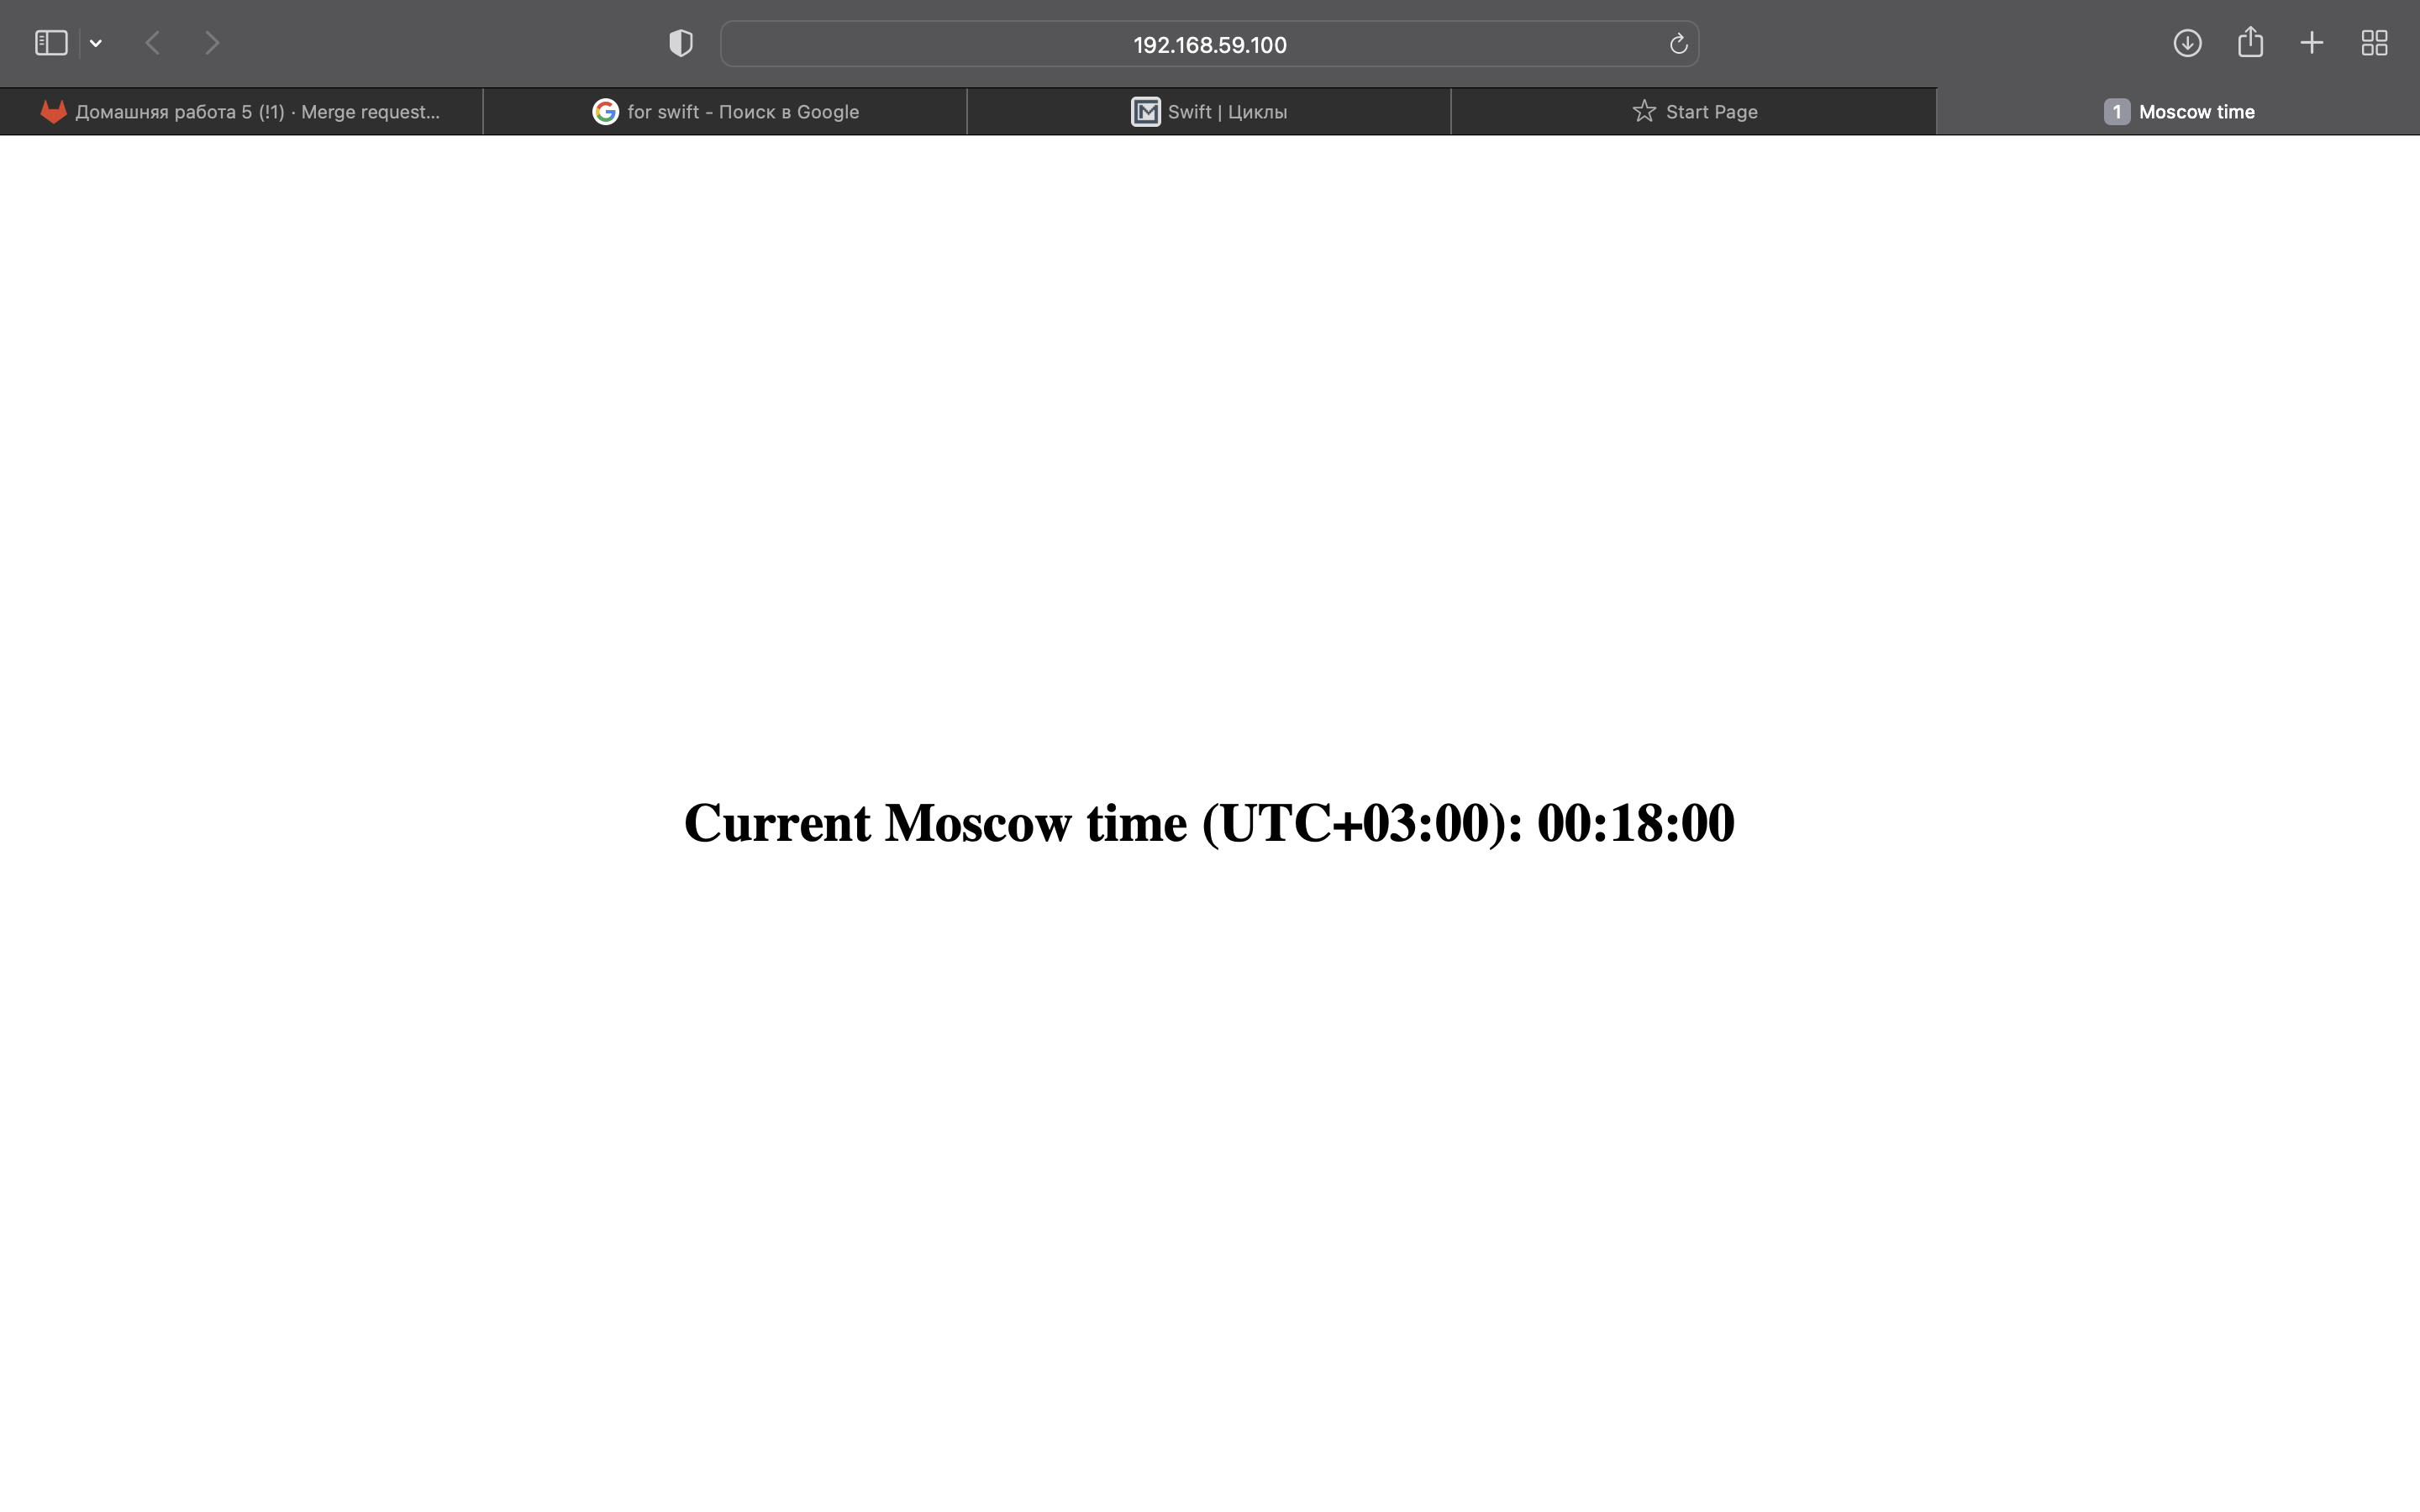 192.168.59.100
Домашняя работа 5 (!1) · Merge request...
for swift - Поиск в Google
Swift | Циклы
Start Page
1 Moscow time
Current Moscow time (UTC+03:00): 00:18:00